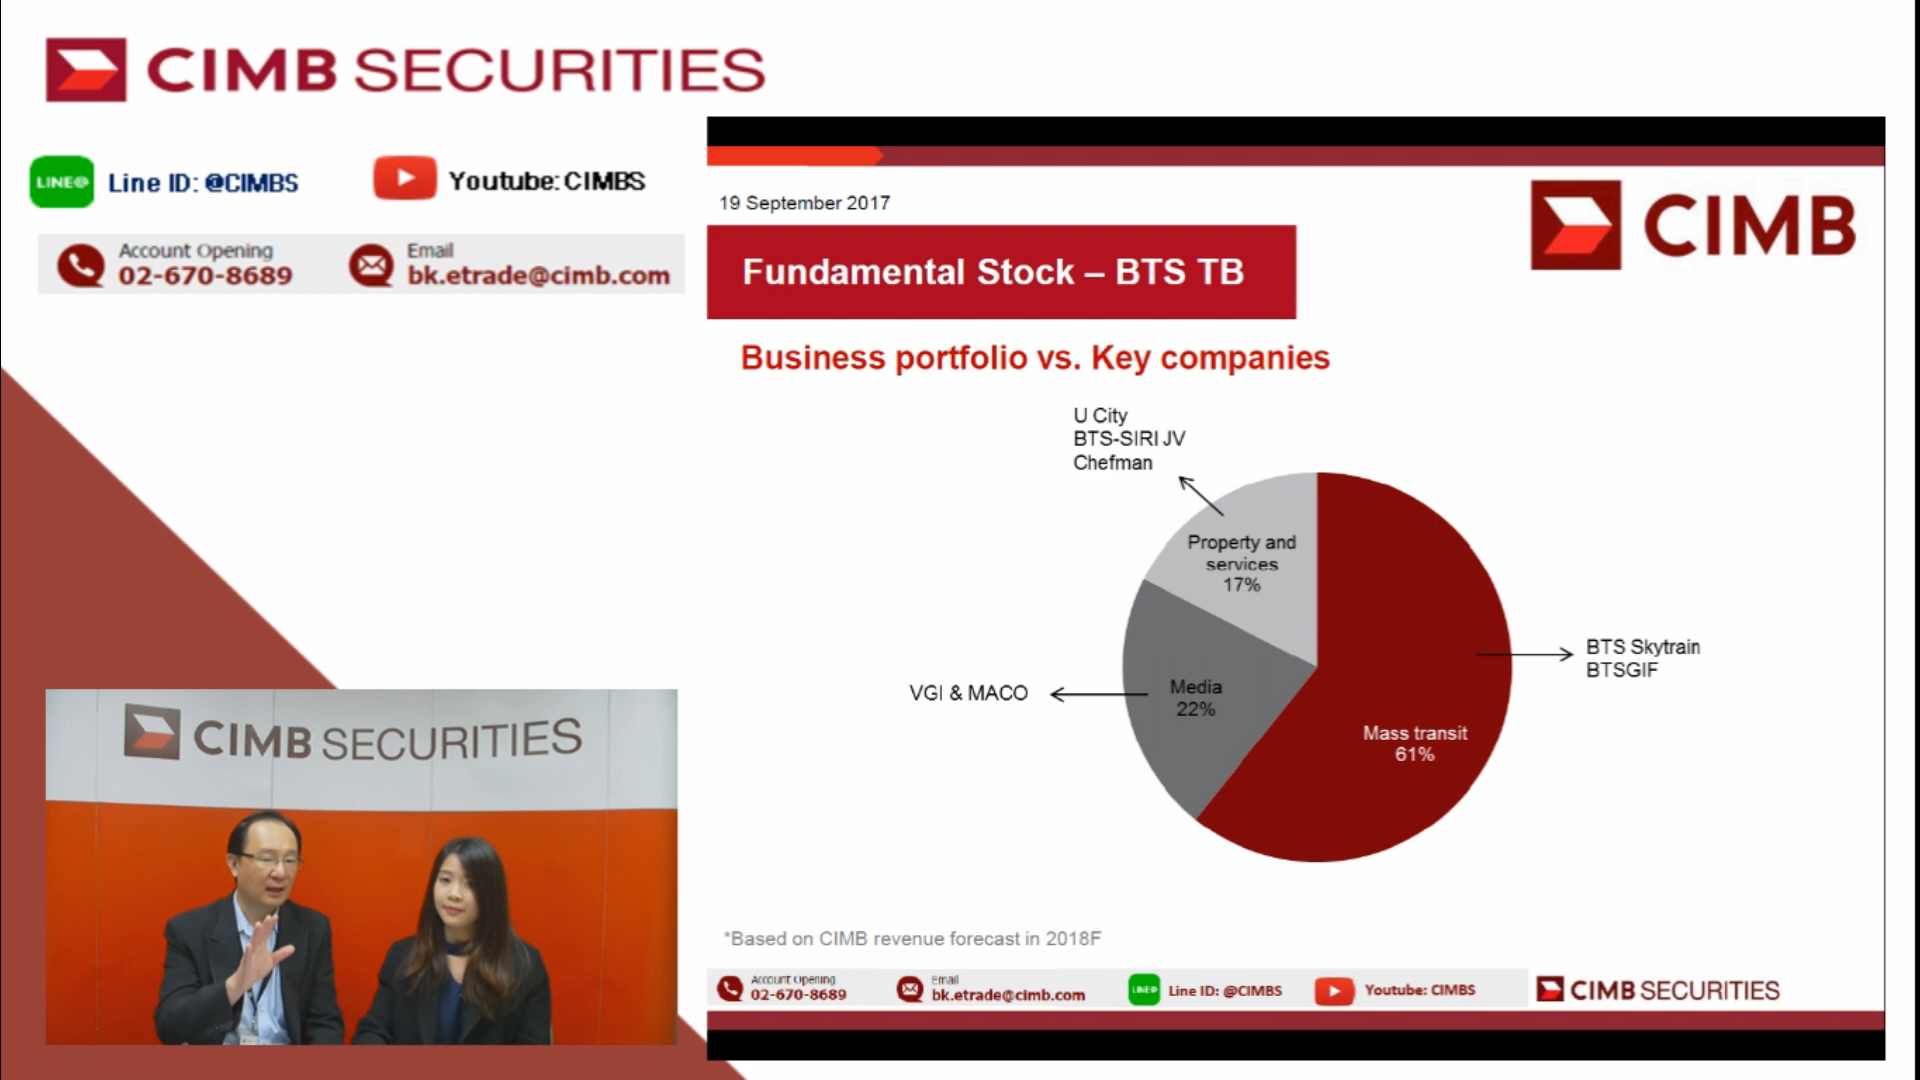 CIMB SECURITIES
LINE@
Line ID: @CIMBS
Youtube: CIMBS
Account Opening
02-670-8689
Email
bk.etrade@cimb.com
19 September 2017
CIMB
Fundamental Stock – BTS TB
Business portfolio vs. Key companies
U City
BTS-SIRI JV
Chefman
Property and
services
17%
BTS Skytrain
BTSGIF
VGI & MACO
Media
22%
Mass transit
61%
*Based on CIMB revenue forecast in 2018F
Account Opening
02-670-8689
Email
bk.etrade@cimb.com
LINE@
Line ID: @CIMBS
Youtube: CIMBS
CIMB SECURITIES
CIMB SECURITIES